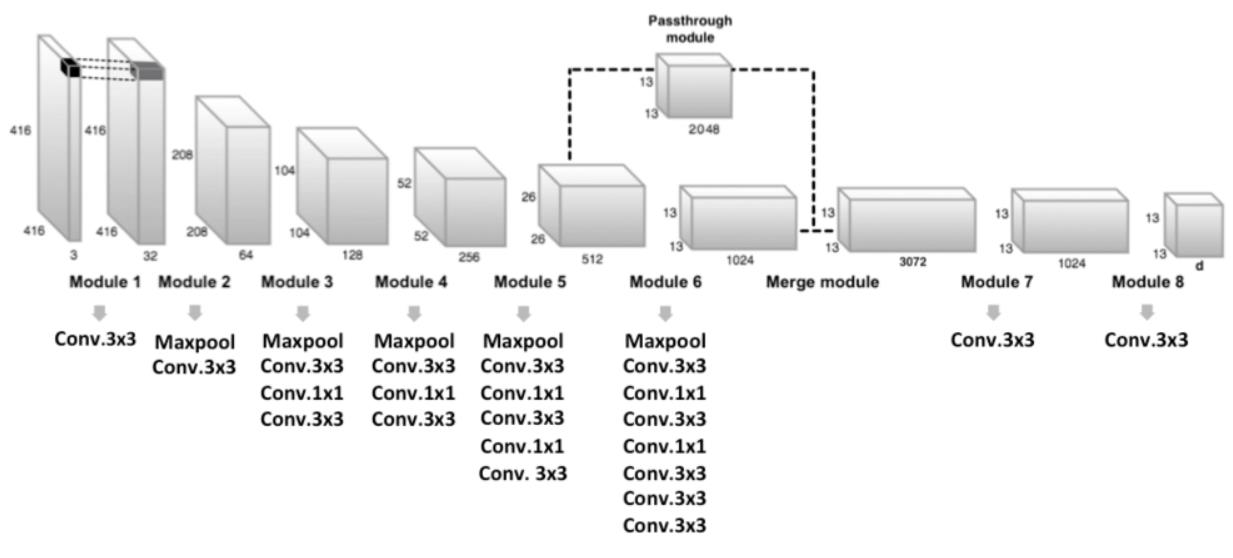 Passthrough
module
416
416
3
416
416
32
208
208
64
104
104
128
52
52
256
26
26
512
13
13
2048
13
13
1024
13
13
3072
13
13
1024
13
13
d
Module 1
Module 2
Module 3
Module 4
Module 5
Module 6
Merge module
Module 7
Module 8
Conv.3x3
Maxpool
Conv.3x3
Maxpool
Conv.3x3
Conv.1x1
Conv.3x3
Maxpool
Conv.3x3
Conv.1x1
Conv.3x3
Maxpool
Conv.3x3
Conv.1x1
Conv.3x3
Conv.1x1
Conv. 3x3
Maxpool
Conv.3x3
Conv.1x1
Conv.3x3
Conv.1x1
Conv.3x3
Conv.3x3
Conv.3x3
Conv.3x3
Conv.3x3